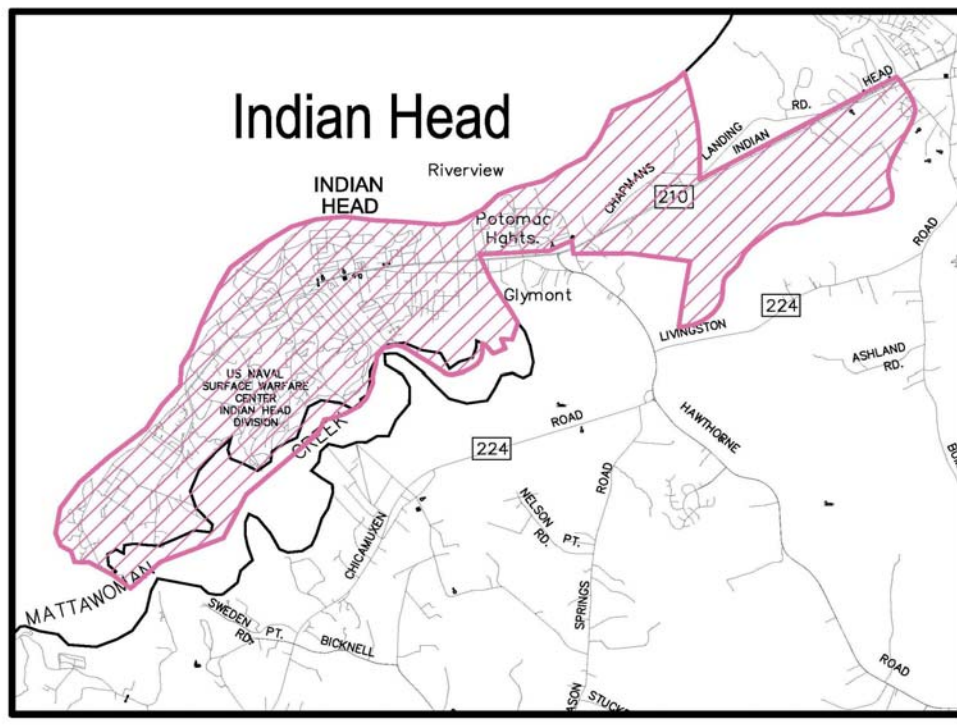 Indian Head
HEAD
RD.
LANDING
INDIAN
Riverview
INDIAN
HEAD
CHAPMANS
210
Potomac
Hghts.
ROAD
Glymont
224
LIVINGSTON
ASHLAND
RD.
US NAVAL
SURFACE WARFARE
CENTER
INDIAN HEAD
DIVISION
CREEK
ROAD
HAWTHORNE
224
ROAD
NELSON
RD.
PT.
CHICAMUXEN
MATTAWOMAN
SWEDEN
PT.
RD.
BICKNELL
SPRINGS
ROAD
STUCK